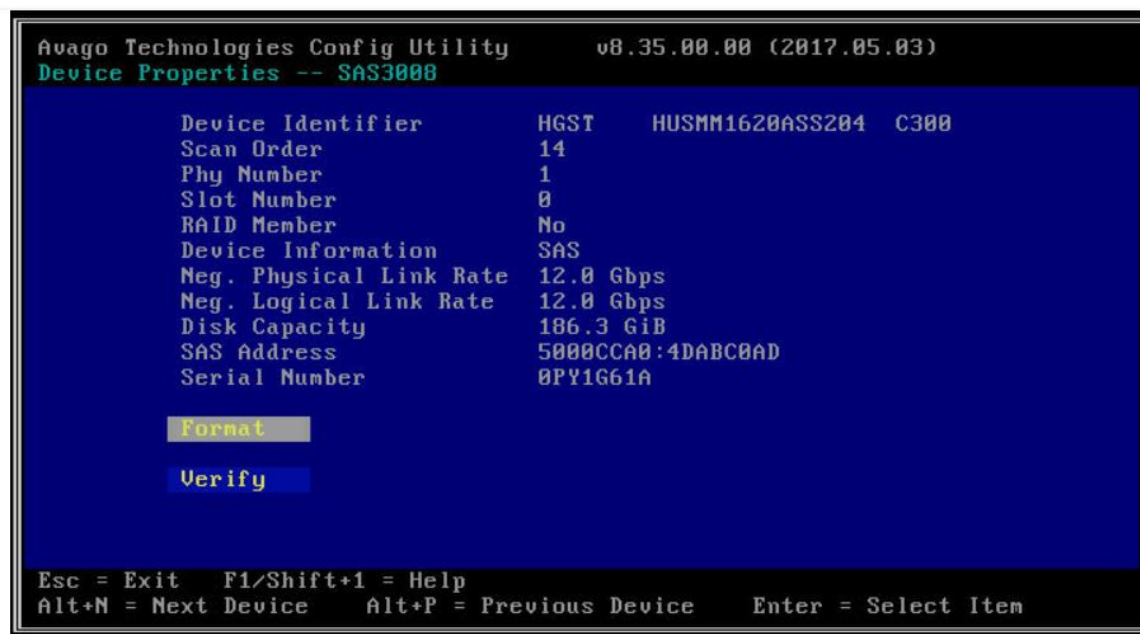 Avago Technologies Config Utility v8.35.00.00 (2017.05.03)
Device Properties -- SAS3008
Device Identifier HGST HUSMM1620ASS204 C300
Scan Order 14
Phy Number 1
Slot Number 0
RAID Member No
Device Information SAS
Neg. Physical Link Rate 12.0 Gbps
Neg. Logical Link Rate 12.0 Gbps
Disk Capacity 186.3 GiB
SAS Address 5000CCA0:4DABC0AD
Serial Number 0PY1G61A
Format
Verify
Esc = Exit F1/Shift+1 = Help
Alt+N = Next Device Alt+P = Previous Device Enter = Select Item